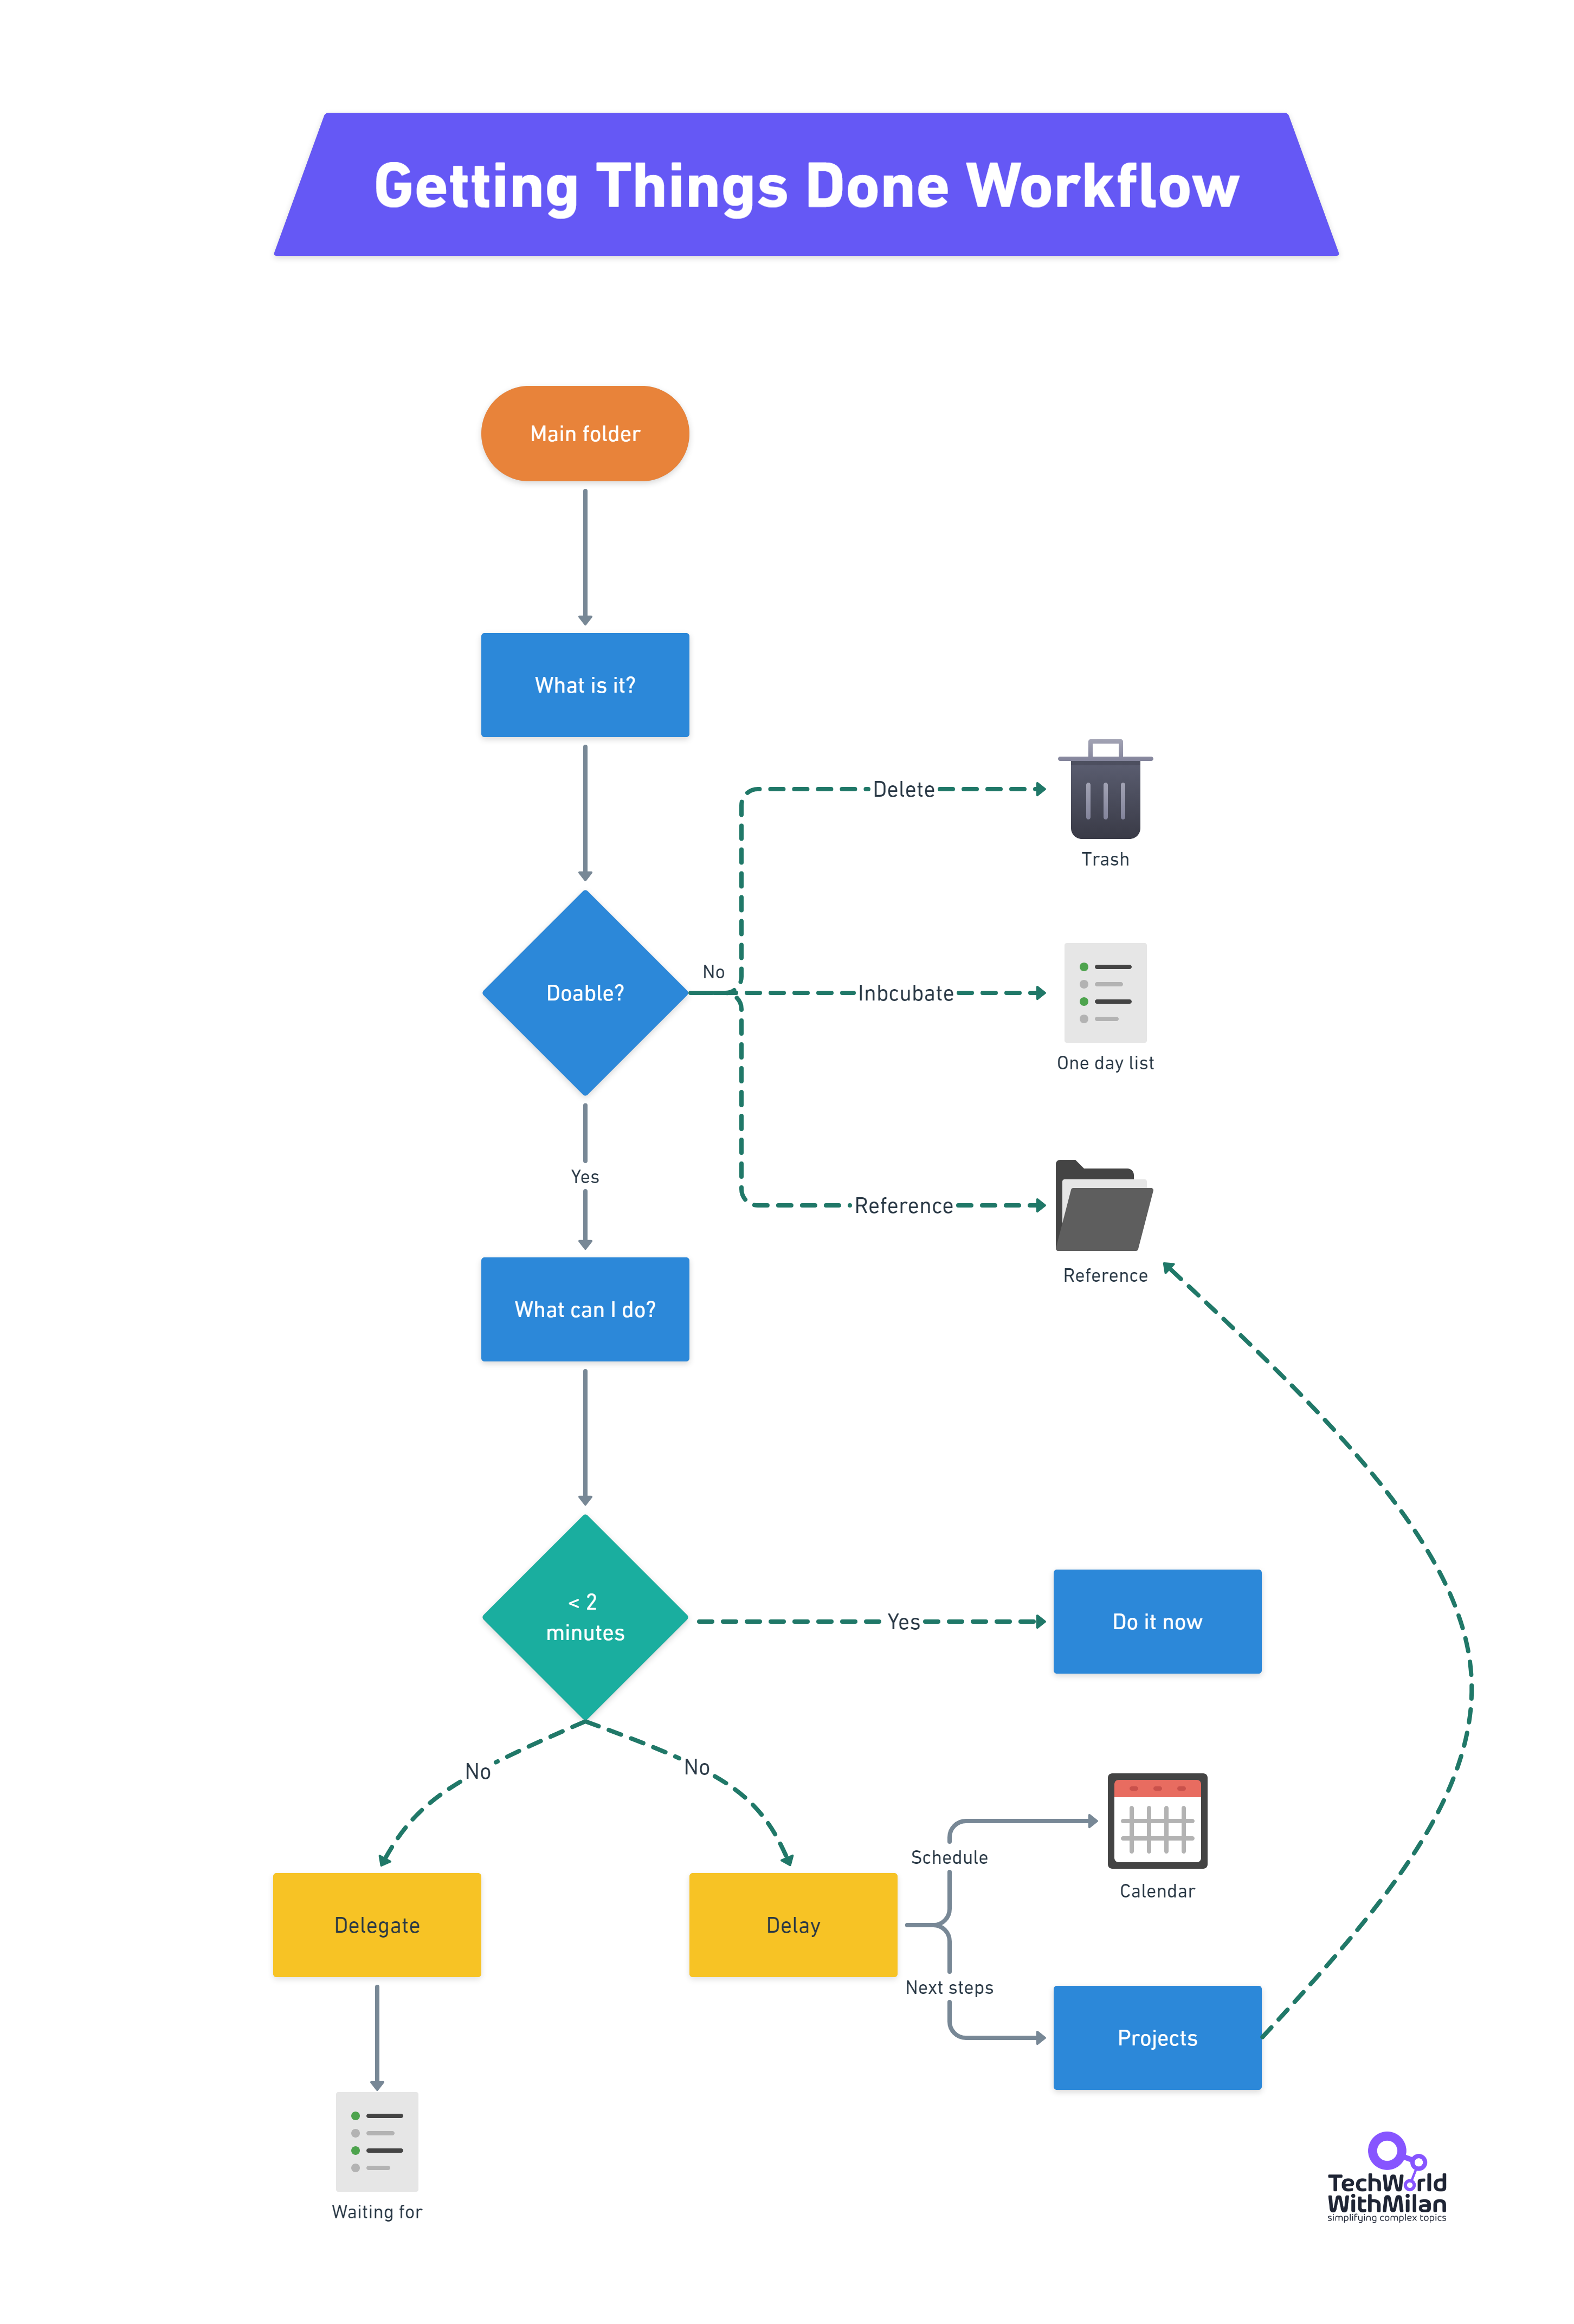 Getting Things Done Workflow
Main folder
What is it?
Delete
Trash
Doable?
No
Inbcubate
One day list
Yes
Reference
Reference
What can I do?
< 2
minutes
Yes
Do it now
No
No
Delegate
Delay
Schedule
Calendar
Next steps
Projects
Waiting for
TechWorld
WithMilan
simplifying complex topics